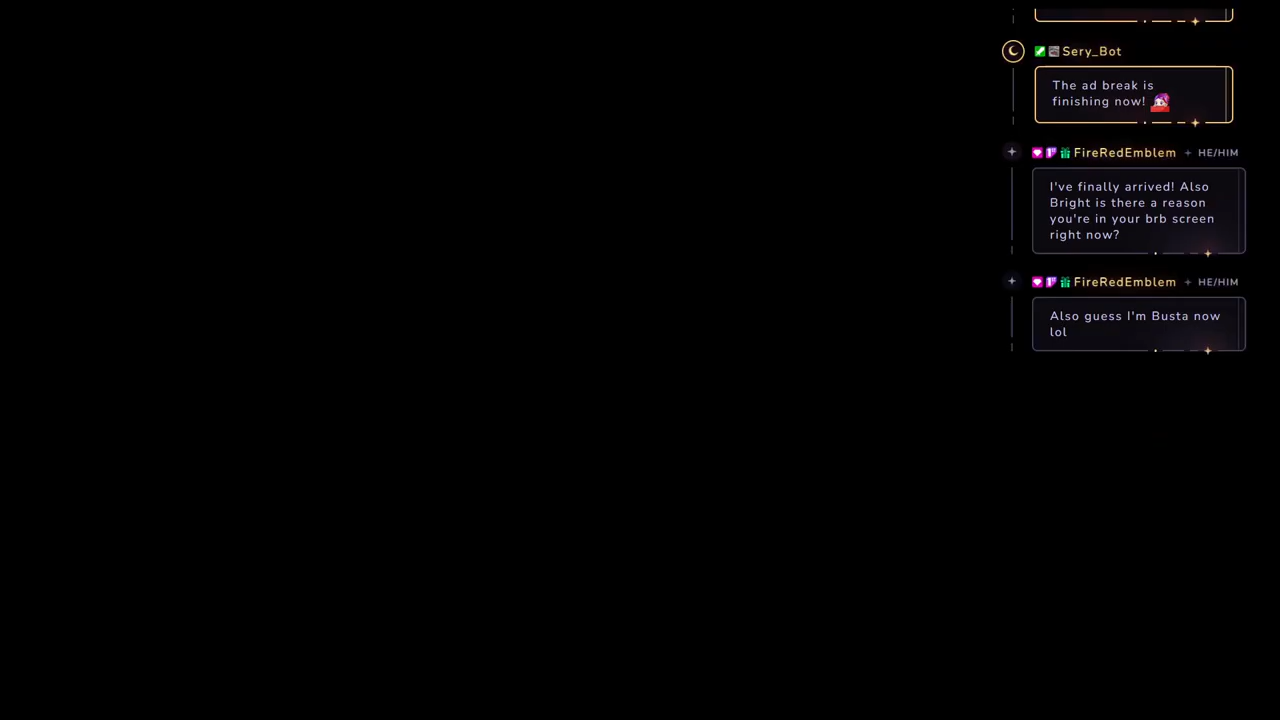 Sery_Bot
The ad break is
finishing now!
FireRedEmblem HE/HIM
I've finally arrived! Also
Bright is there a reason
you're in your brb screen
right now?
FireRedEmblem HE/HIM
Also guess I'm Busta now
lol